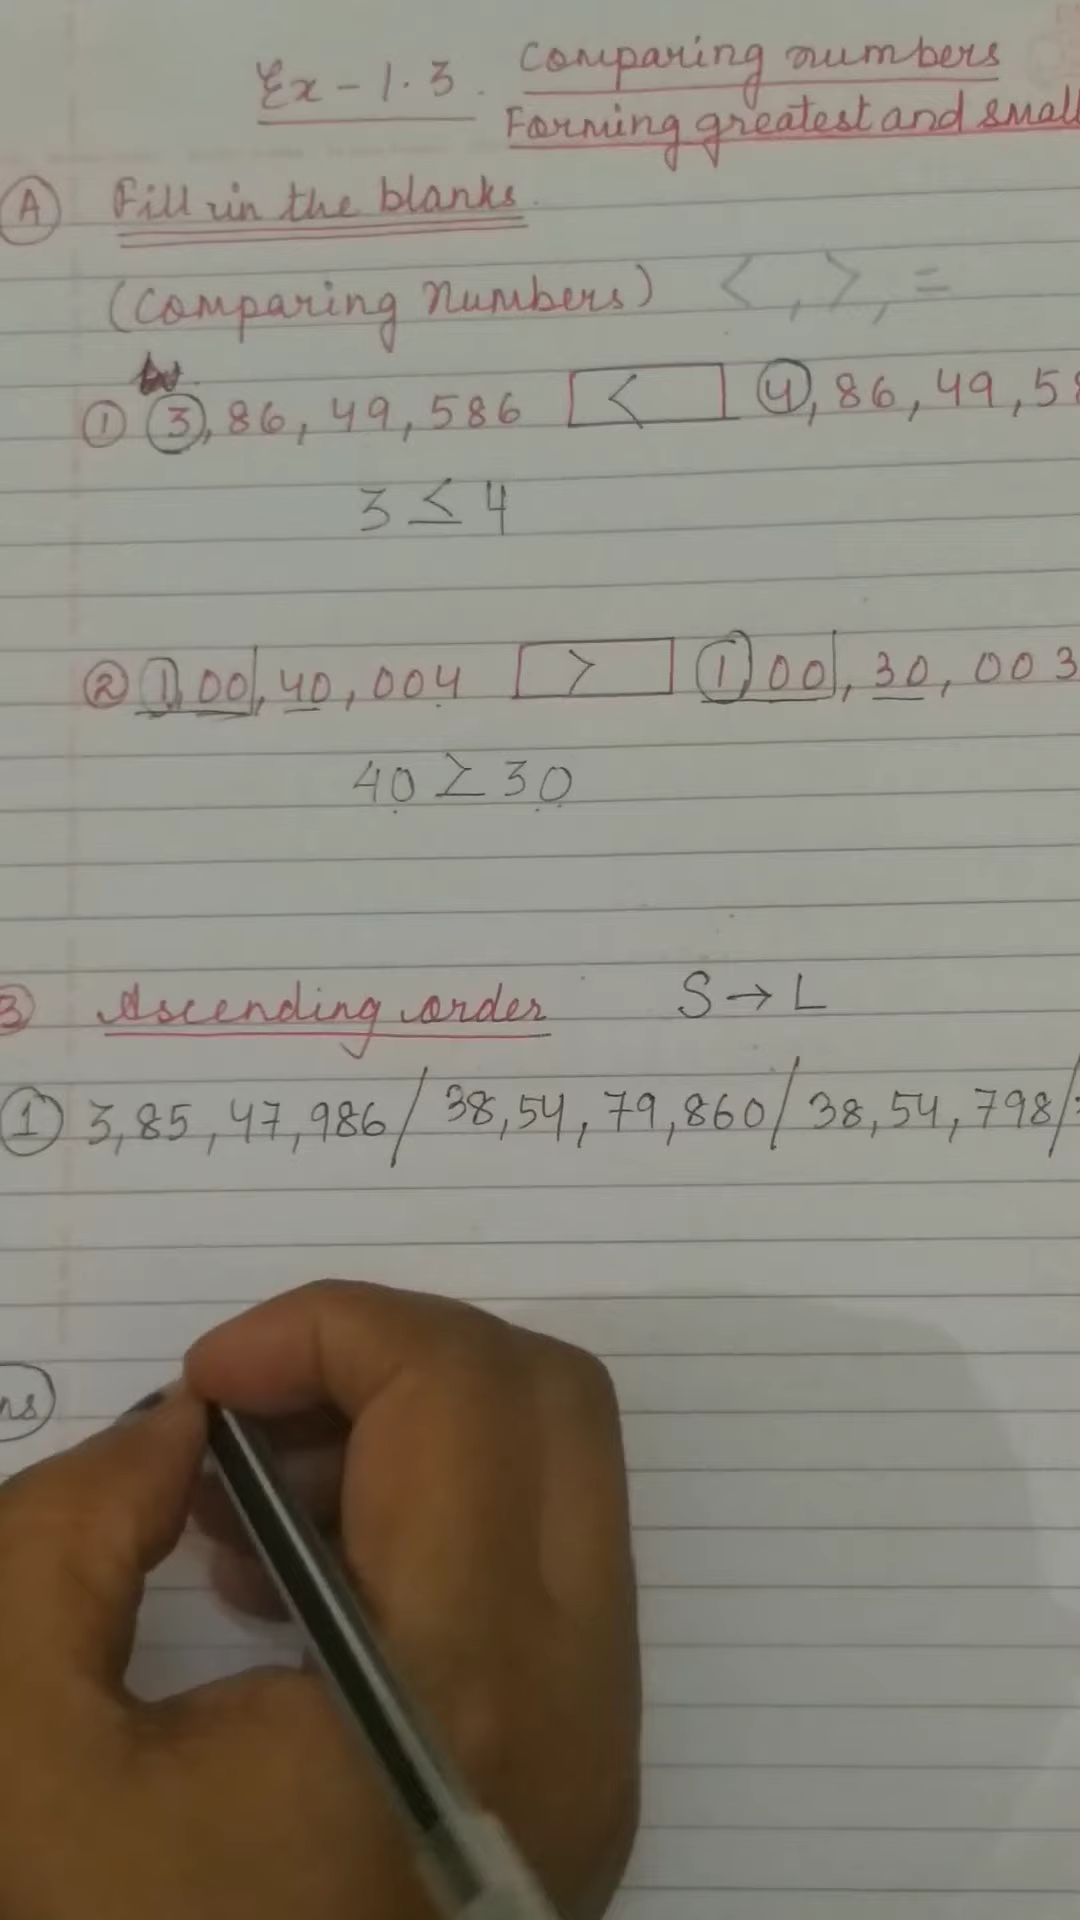 Ex - 1.3. Comparing numbers
Forming greatest and small
A Fill in the blanks.
(Comparing Numbers) <, >, =
① 3,86,49,586 < 4,86,49,58
3 < 4
② 1,00,40,004 > 1,00,30,003
40 > 30
Ascending order S → L
① 3,85,47,986/ 38,54,79,860/ 38,54,798/